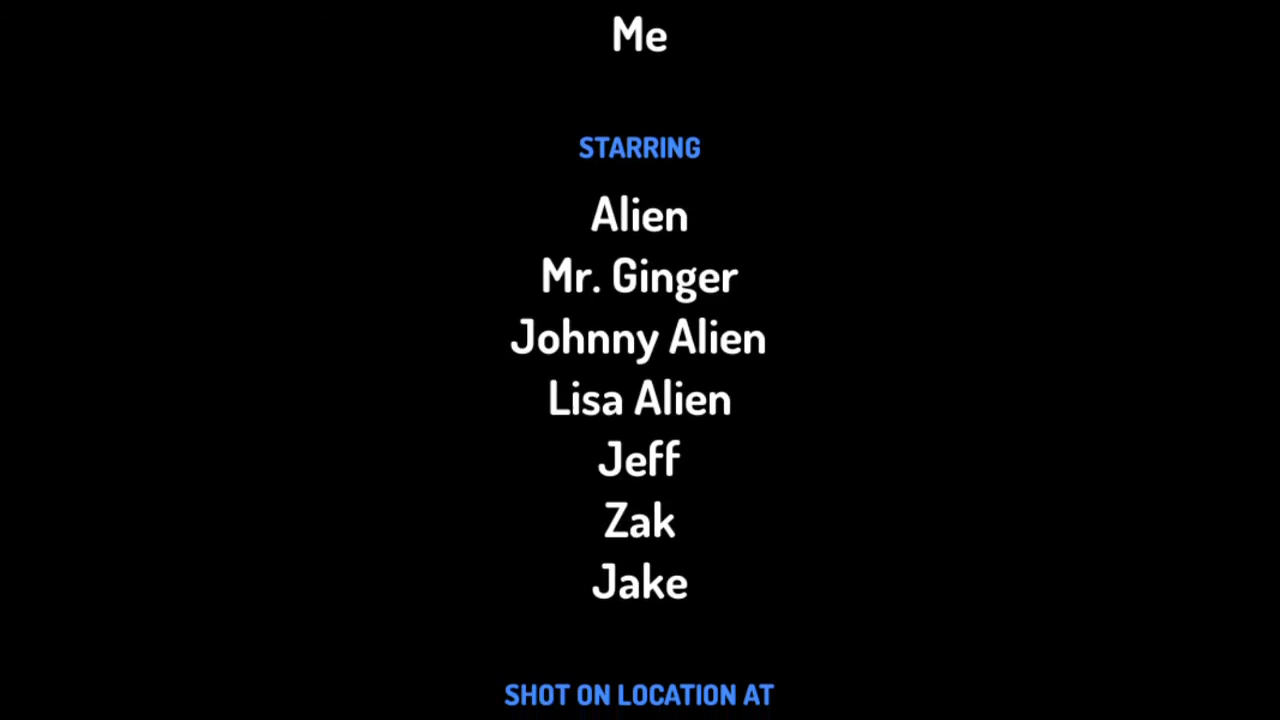 Me
STARRING
Alien
Mr. Ginger
Johnny Alien
Lisa Alien
Jeff
Zak
Jake
SHOT ON LOCATION AT